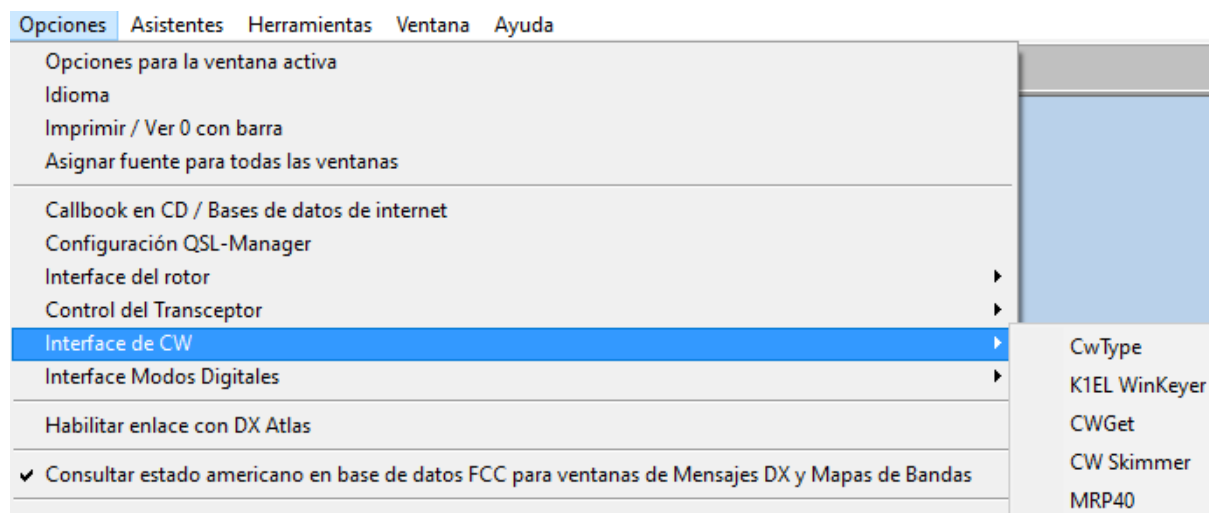 Opciones Asistentes Herramientas Ventana Ayuda
Opciones para la ventana activa
Idioma
Imprimir / Ver 0 con barra
Asignar fuente para todas las ventanas
Callbook en CD / Bases de datos de internet
Configuración QSL-Manager
Interface del rotor
Control del Transceptor
Interface de CW
Interface Modos Digitales
Habilitar enlace con DX Atlas
Consultar estado americano en base de datos FCC para ventanas de Mensajes DX y Mapas de Bandas
CwType
K1EL WinKeyer
CWGet
CW Skimmer
MRP40